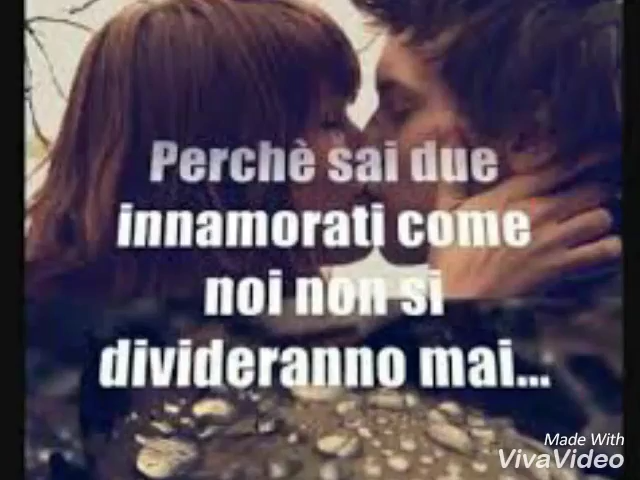 Perchè sai due
innamorati come
noi non si
divideranno mai...
Made With
VivaVideo